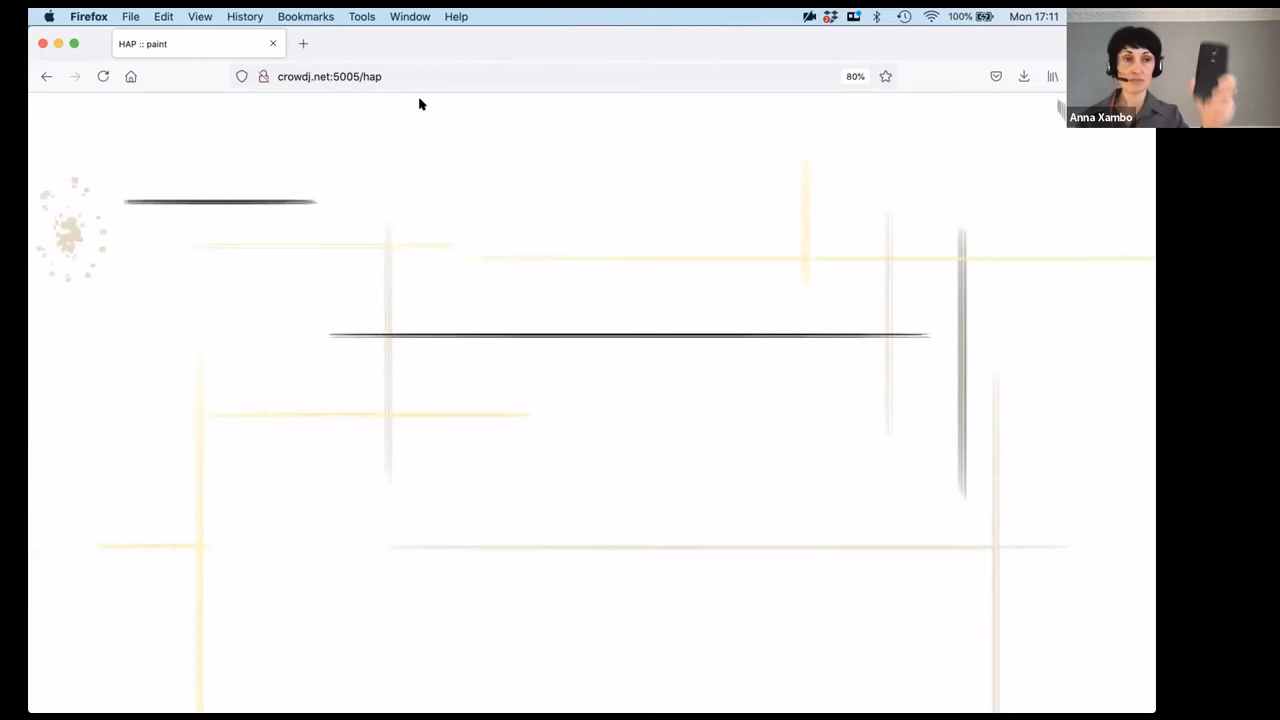 Firefox File Edit View History Bookmarks Tools Window Help 100% Mon 17:11
HAP :: paint
crowdj.net:5005/hap 80%
Anna Xambo